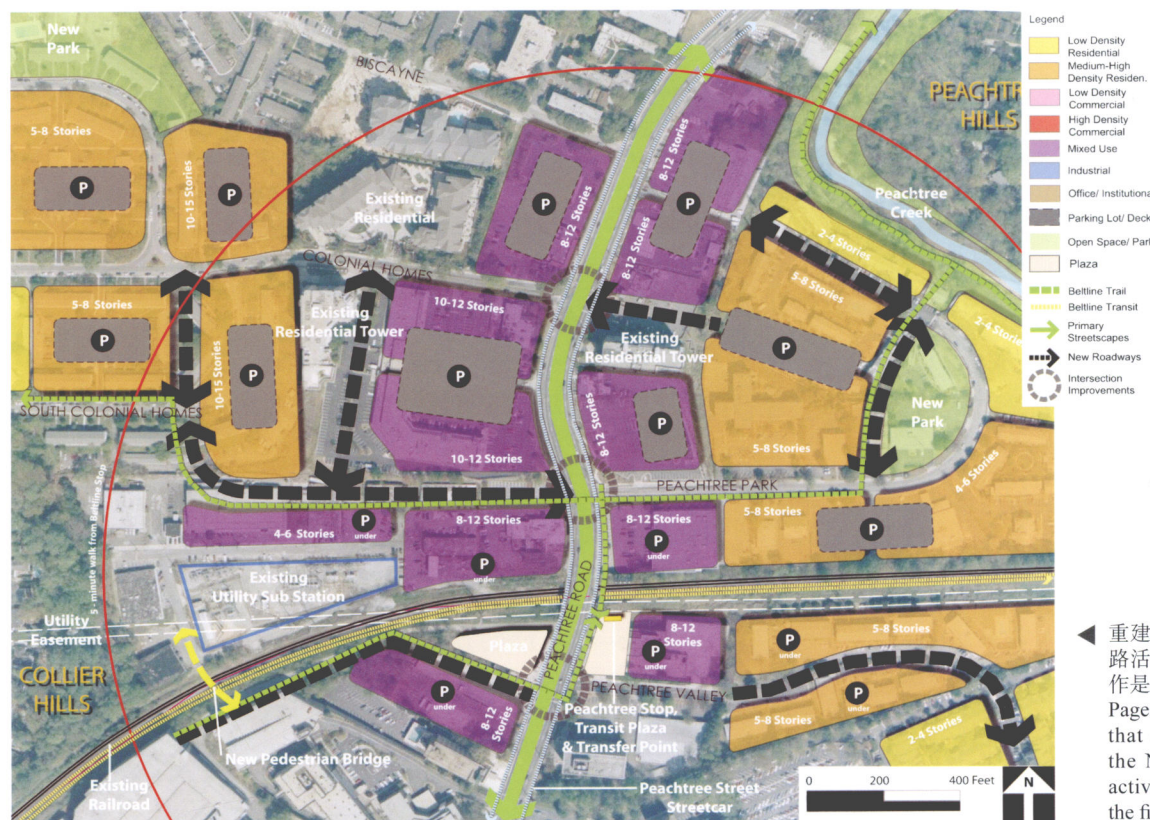 New
Park
BISCAYNE
5-8 Stories
P
10-15 Stories
P
Existing
Residential
8-12 Stories
P
8-12 Stories
P
8-12 Stories
PEACHTR
HILLS
Peachtree
Creek
2-4 Stories
5-8 Stories
COLONIAL HOMES
5-8 Stories
P
10-15 Stories
P
Existing
Residential Tower
10-12 Stories
P
10-12 Stories
Existing
Residential Tower
P
8-12 Stories
P
5-8 Stories
New
Park
2-4 Stories
4-6 Stories
SOUTH COLONIAL HOMES
PEACHTREE PARK
5 - minute walk from Beltline Stop
4-6 Stories
P
under
8-12 Stories
P
under
8-12 Stories
P
under
5-8 Stories
P
Existing
Utility Sub Station
Utility
Easement
COLLIER
HILLS
PEACHTREE ROAD
Plaza
8-12
Stories
P
under
5-8 Stories
P
under
PEACHTREE VALLEY
P
under
8-12
Stories
P
under
5-8 Stories
2-4 Stories
Peachtree Stop,
Transit Plaza
& Transfer Point
New Pedestrian Bridge
Existing
Railroad
Peachtree Street
Streetcar
0 200 400 Feet
N
Legend
Low Density
Residential
Medium-High
Density Residen.
Low Density
Commercial
High Density
Commercial
Mixed Use
Industrial
Office/ Institutiona
Parking Lot/ Deck
Open Space/ Park
Plaza
Beltline Trail
Beltline Transit
Primary
Streetscapes
New Roadways
Intersection
Improvements
◀ 重建
路活
作是
Page
that
the N
activ
the fi